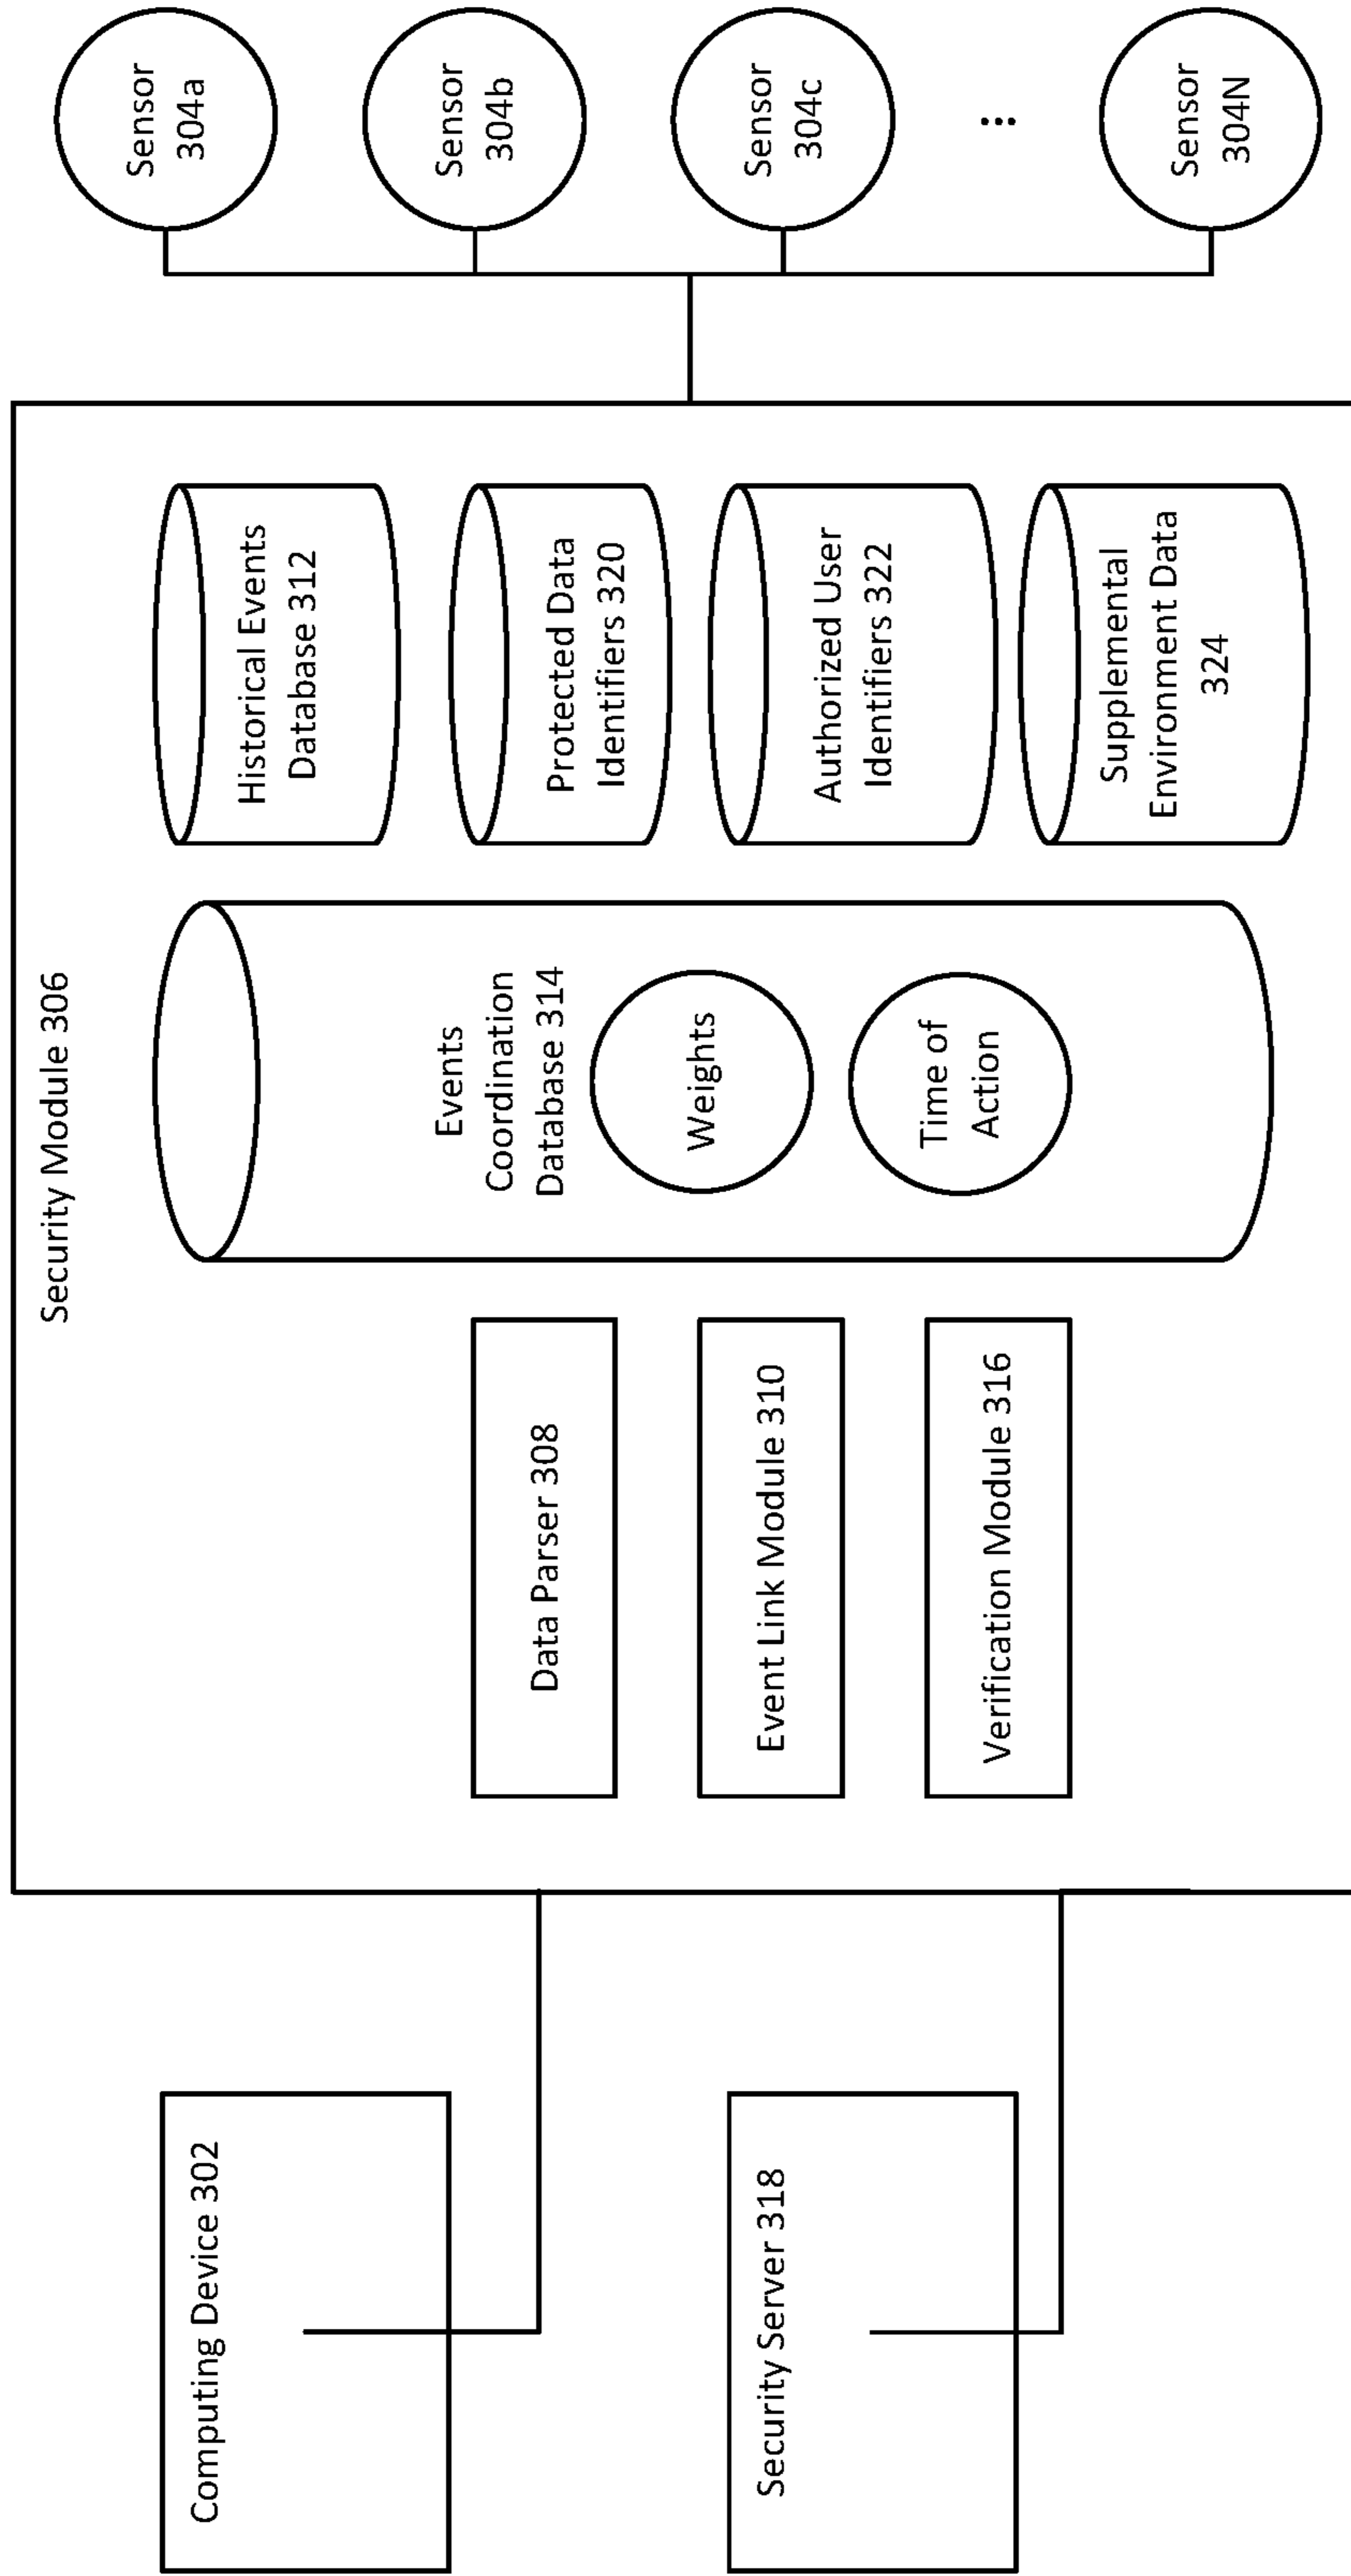 Security Module 306
Computing Device 302
Security Server 318
Data Parser 308
Event Link Module 310
Verification Module 316
Events
Coordination
Database 314
Weights
Time of
Action
Historical Events
Database 312
Protected Data
Identifiers 320
Authorized User
Identifiers 322
Supplemental
Environment Data
324
Sensor
304a
Sensor
304b
Sensor
304c
...
Sensor
304N